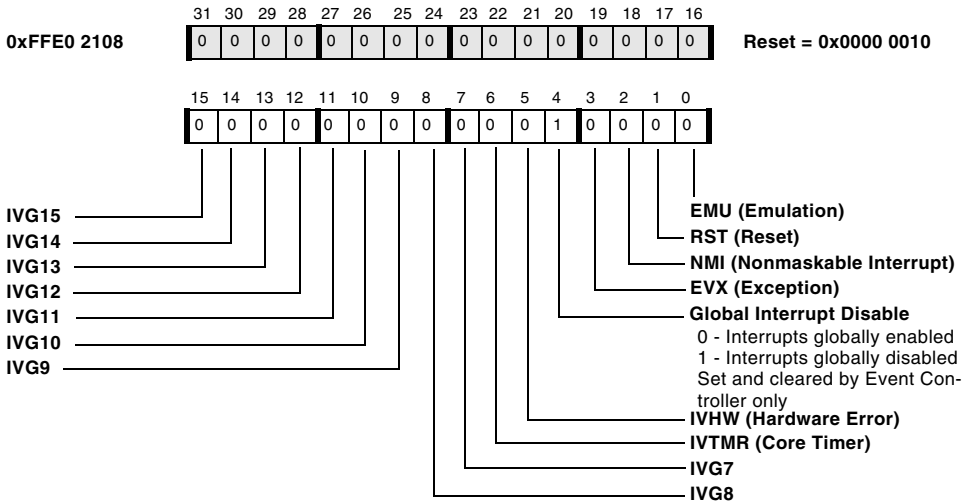 31 30 29 28 27 26 25 24 23 22 21 20 19 18 17 16
0xFFE0 2108 0 0 0 0 0 0 0 0 0 0 0 0 0 0 0 0 Reset = 0x0000 0010
15 14 13 12 11 10 9 8 7 6 5 4 3 2 1 0
0 0 0 0 0 0 0 0 0 0 0 1 0 0 0 0
IVG15
IVG14
IVG13
IVG12
IVG11
IVG10
IVG9
EMU (Emulation)
RST (Reset)
NMI (Nonmaskable Interrupt)
EVX (Exception)
Global Interrupt Disable
0 - Interrupts globally enabled
1 - Interrupts globally disabled
Set and cleared by Event Con-
troller only
IVHW (Hardware Error)
IVTMR (Core Timer)
IVG7
IVG8